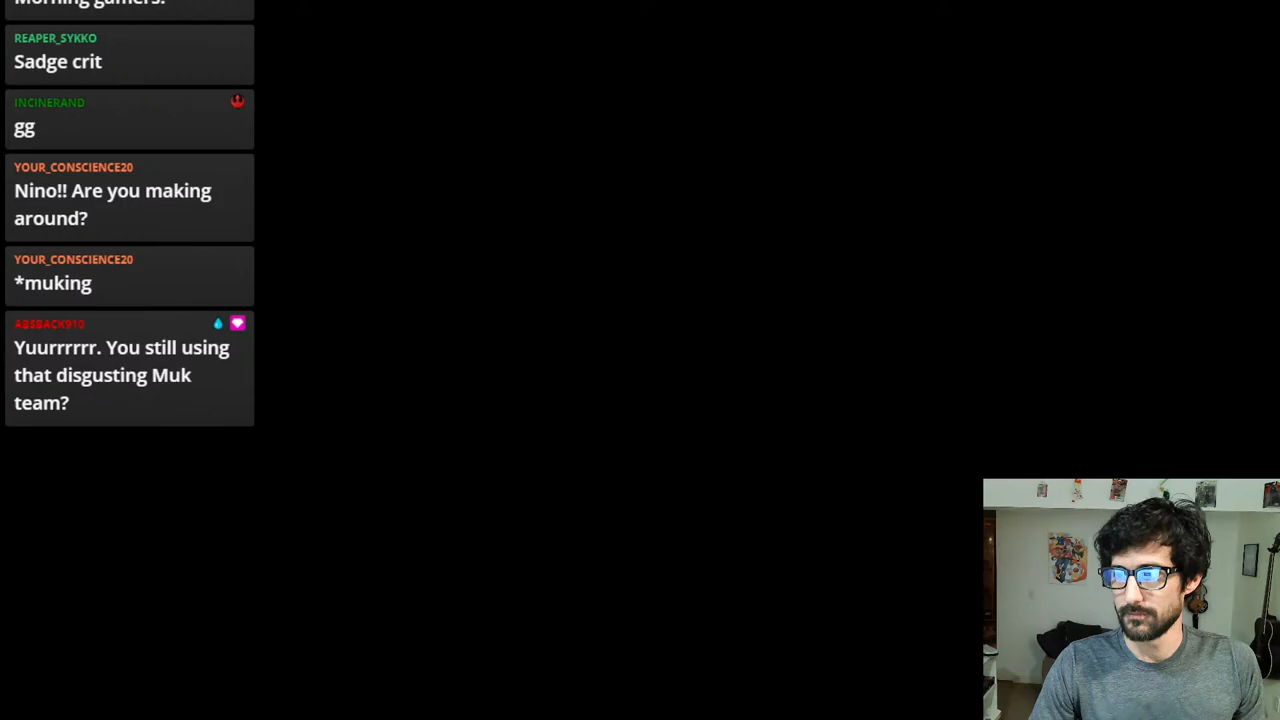 Morning gamers!
REAPER_SYKKO
Sadge crit
INCINERAND
gg
YOUR_CONSCIENCE20
Nino!! Are you making
around?
YOUR_CONSCIENCE20
*muking
ABSBACK910
Yuurrrrrr. You still using
that disgusting Muk
team?